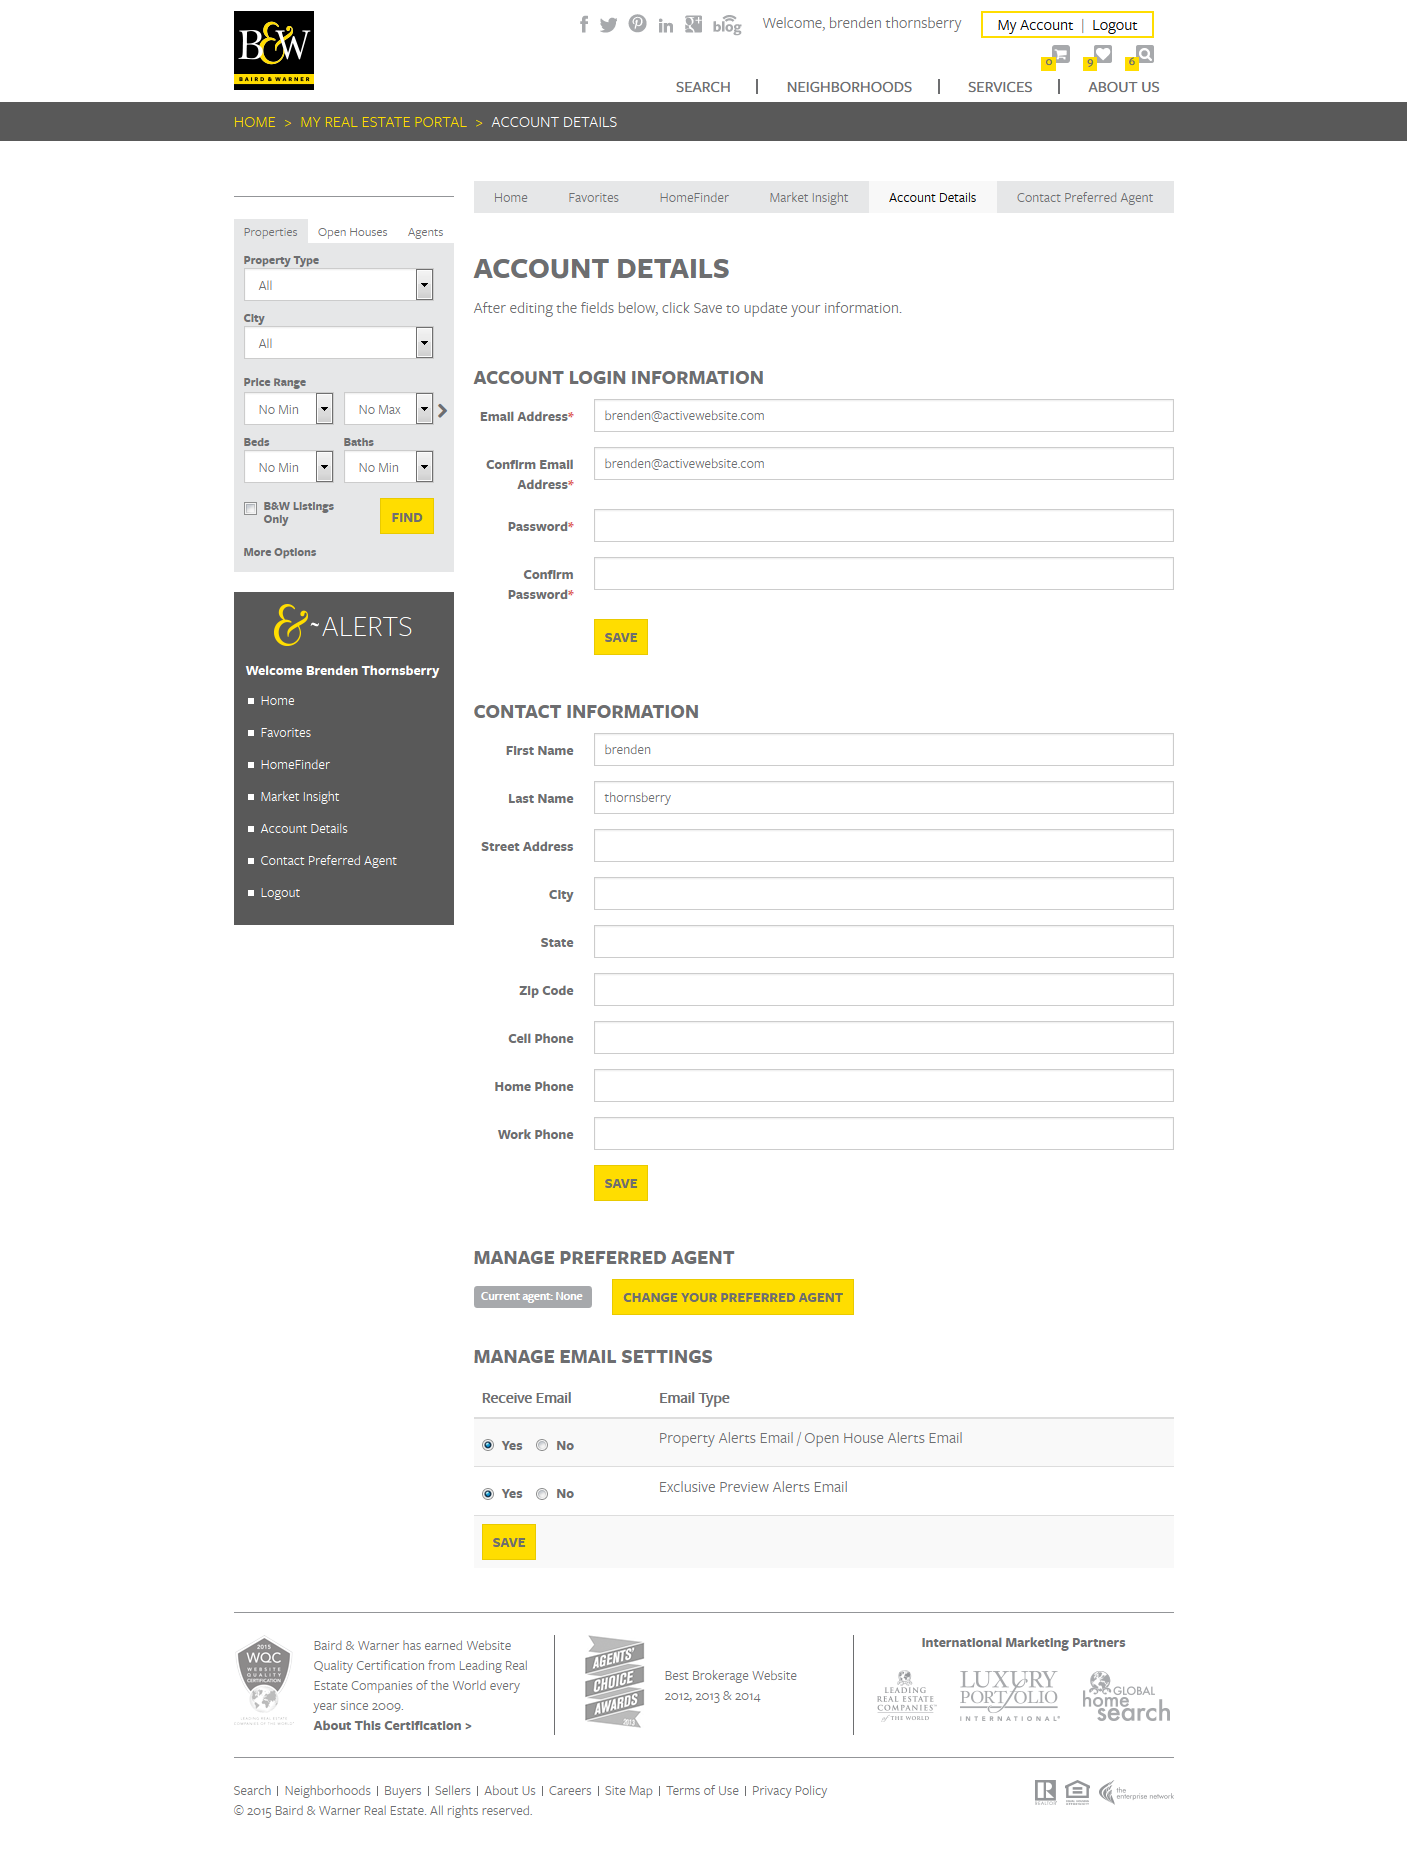 B&W
BAIRD & WARNER
blog
Welcome, brenden thornsberry
My Account | Logout
0 9 6
SEARCH | NEIGHBORHOODS | SERVICES | ABOUT US
HOME > MY REAL ESTATE PORTAL > ACCOUNT DETAILS
Properties Open Houses Agents
Property Type
All
City
All
Price Range
No Min No Max
Beds Baths
No Min No Min
B&W Listings
Only
FIND
More Options
&~ALERTS
Welcome Brenden Thornsberry
Home
Favorites
HomeFinder
Market Insight
Account Details
Contact Preferred Agent
Logout
Home Favorites HomeFinder Market Insight Account Details Contact Preferred Agent
ACCOUNT DETAILS
After editing the fields below, click Save to update your information.
ACCOUNT LOGIN INFORMATION
Email Address* brenden@activewebsite.com
Confirm Email
Address*
brenden@activewebsite.com
Password*
Confirm
Password*
SAVE
CONTACT INFORMATION
First Name brenden
Last Name thornsberry
Street Address
City
State
Zip Code
Cell Phone
Home Phone
Work Phone
SAVE
MANAGE PREFERRED AGENT
Current agent: None CHANGE YOUR PREFERRED AGENT
MANAGE EMAIL SETTINGS
Receive Email Email Type
Yes No Property Alerts Email / Open House Alerts Email
Yes No Exclusive Preview Alerts Email
SAVE
2015
WQC
WEBSITE
QUALITY
CERTIFICATION
LEADING REAL ESTATE
COMPANIES OF THE WORLD
Baird & Warner has earned Website
Quality Certification from Leading Real
Estate Companies of the World every
year since 2009.
About This Certification >
AGENTS'
CHOICE
AWARDS
2013
Best Brokerage Website
2012, 2013 & 2014
International Marketing Partners
LEADING
REAL ESTATE
COMPANIES
of THE WORLD
LUXURY
PORTFOLIO
INTERNATIONAL
GLOBAL
home
search
Search | Neighborhoods | Buyers | Sellers | About Us | Careers | Site Map | Terms of Use | Privacy Policy
© 2015 Baird & Warner Real Estate. All rights reserved.
REALTOR
the
enterprise network